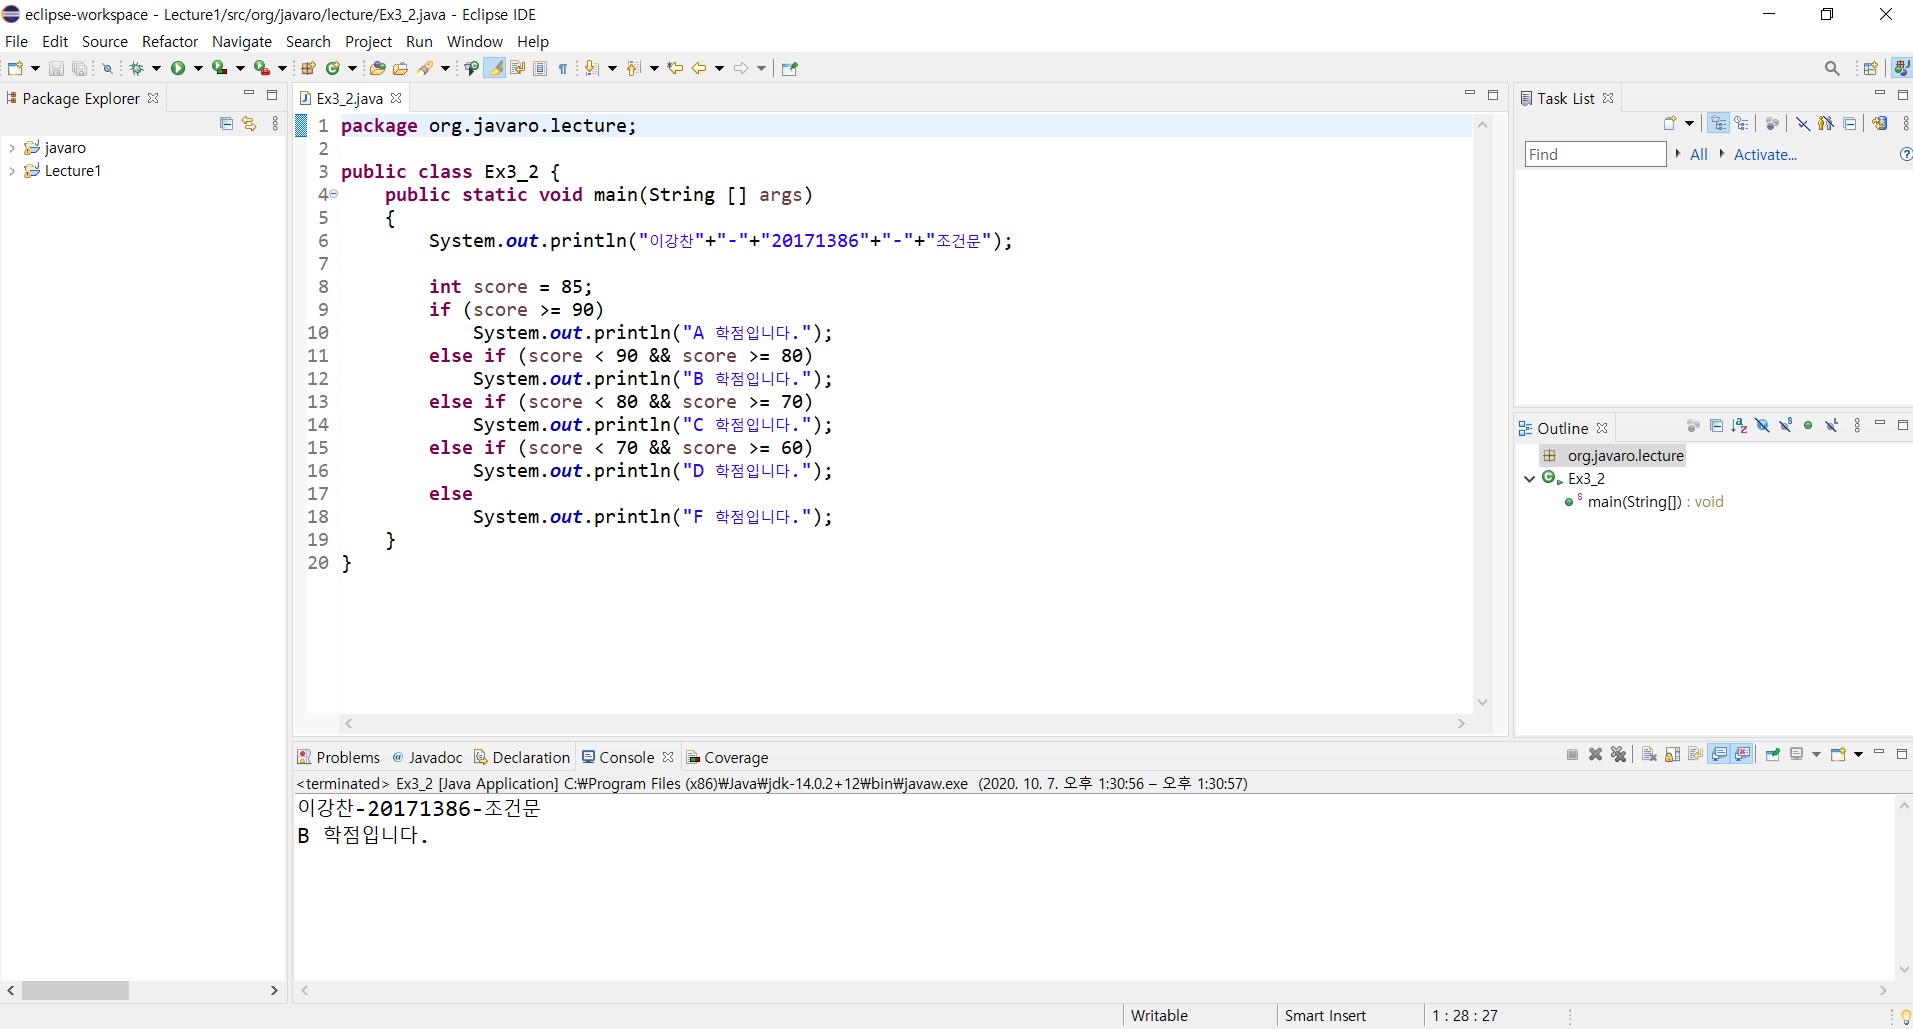 eclipse-workspace - Lecture1/src/org/javaro/lecture/Ex3_2.java - Eclipse IDE
File Edit Source Refactor Navigate Search Project Run Window Help
Package Explorer
javaro
Lecture1
Ex3_2.java
1 package org.javaro.lecture;
2
3 public class Ex3_2 {
4 public static void main(String [] args)
5 {
6 System.out.println("이강찬"+"-"+"20171386"+"-"+"조건문");
7
8 int score = 85;
9 if (score >= 90)
10 System.out.println("A 학점입니다.");
11 else if (score < 90 && score >= 80)
12 System.out.println("B 학점입니다.");
13 else if (score < 80 && score >= 70)
14 System.out.println("C 학점입니다.");
15 else if (score < 70 && score >= 60)
16 System.out.println("D 학점입니다.");
17 else
18 System.out.println("F 학점입니다.");
19 }
20 }
Task List
Find All Activate...
Outline
org.javaro.lecture
Ex3_2
main(String[]) : void
Problems @ Javadoc Declaration Console Coverage
<terminated> Ex3_2 [Java Application] C:₩Program Files (x86)₩Java₩jdk-14.0.2+12₩bin₩javaw.exe (2020. 10. 7. 오후 1:30:56 – 오후 1:30:57)
이강찬-20171386-조건문
B 학점입니다.
Writable Smart Insert 1 : 28 : 27